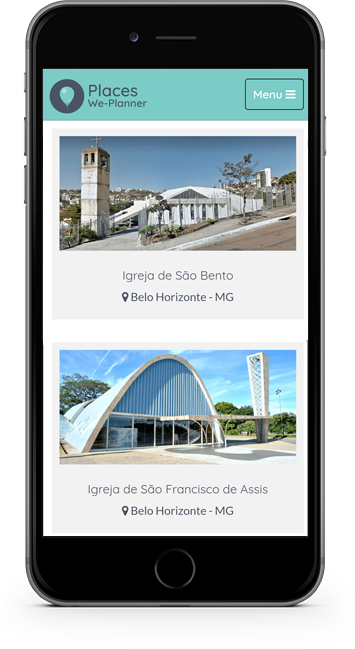 Places
We-Planner
Menu
Igreja de São Bento
Belo Horizonte - MG
Igreja de São Francisco de Assis
Belo Horizonte - MG